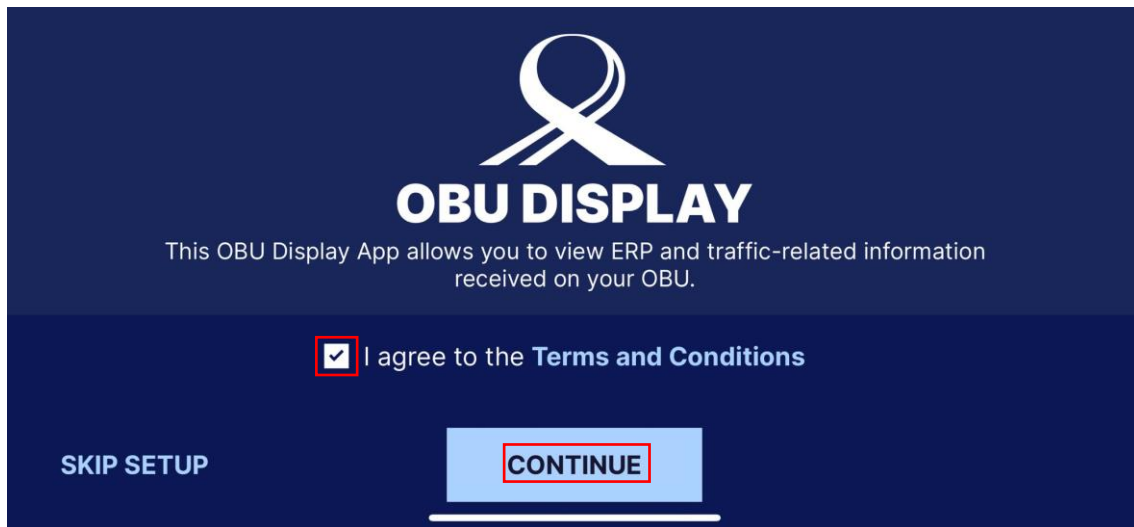 OBU DISPLAY
This OBU Display App allows you to view ERP and traffic-related information
received on your OBU.
I agree to the Terms and Conditions
SKIP SETUP
CONTINUE